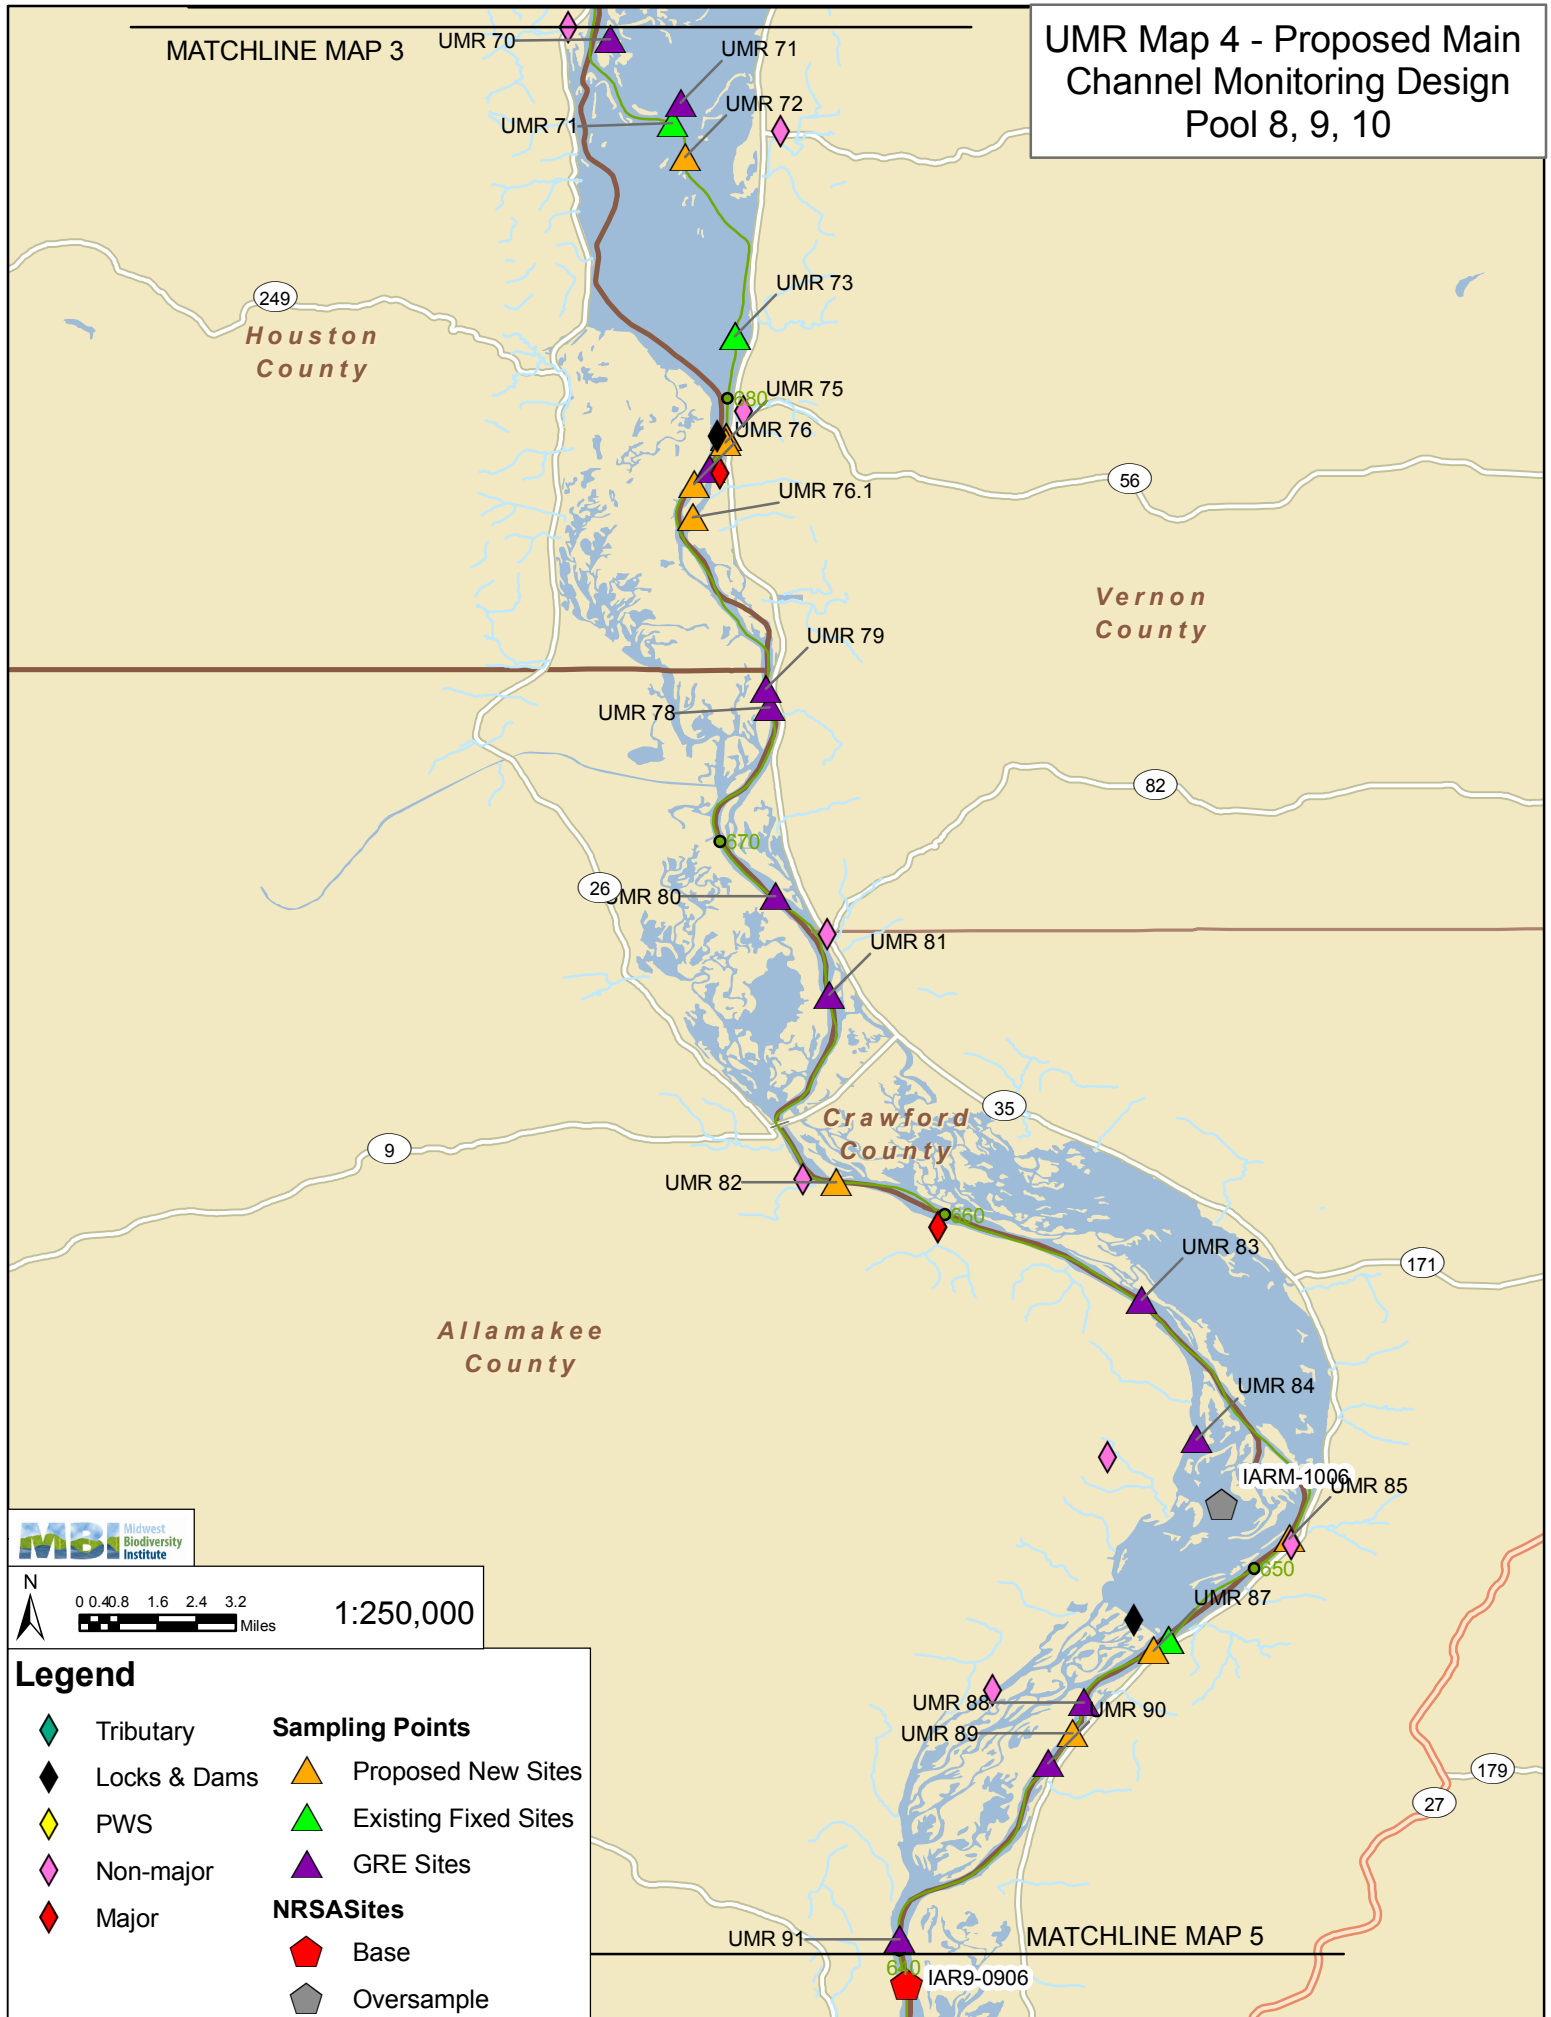 UMR Map 4 - Proposed Main
Channel Monitoring Design
Pool 8, 9, 10
MATCHLINE MAP 3
UMR 70
UMR 71
UMR 72
UMR 71
UMR 73
249
Houston
County
680
UMR 75
UMR 76
56
UMR 76.1
Vernon
County
UMR 79
UMR 78
82
670
26
UMR 80
UMR 81
35
Crawford
County
9
UMR 82
660
UMR 83
171
Allamakee
County
UMR 84
IARM-1006
UMR 85
650
UMR 87
UMR 88
UMR 90
UMR 89
179
27
UMR 91
MATCHLINE MAP 5
640
IAR9-0906
MBI Midwest
Biodiversity
Institute
N
0 0.40.8 1.6 2.4 3.2
Miles
1:250,000
Legend
Tributary
Locks & Dams
PWS
Non-major
Major
Sampling Points
Proposed New Sites
Existing Fixed Sites
GRE Sites
NRSASites
Base
Oversample